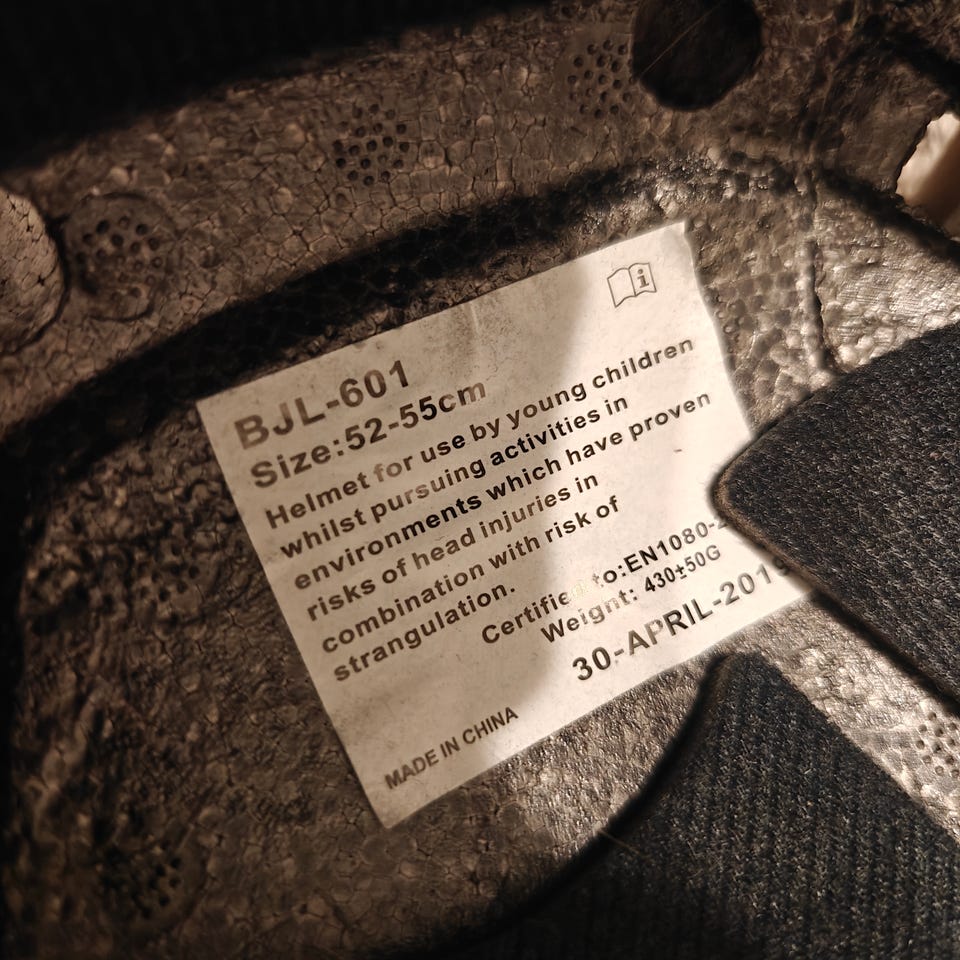 BJL-601
Size:52-55cm
Helmet for use by young children
whilst pursuing activities in
environments which have proven
risks of head injuries in
combination with risk of
strangulation.
Certified to:EN1080-
Weight: 430±50G
30-APRIL-2019
MADE IN CHINA